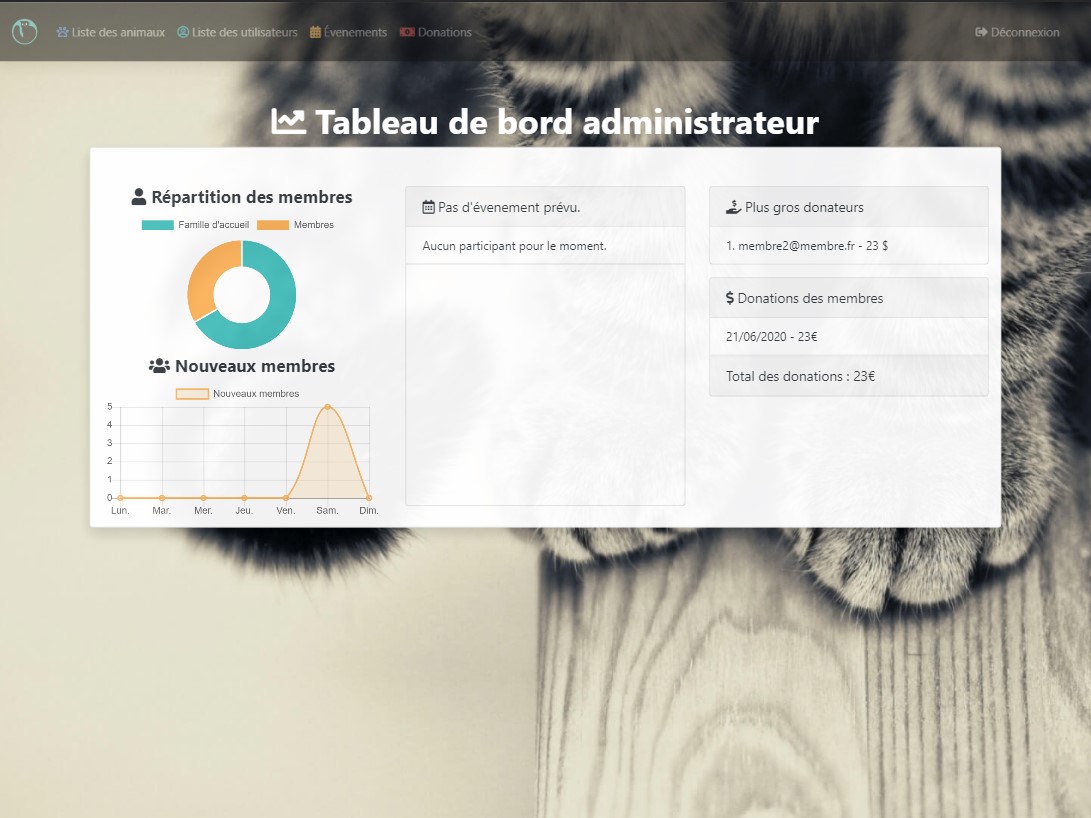 Liste des animaux Liste des utilisateurs Évenements Donations Déconnexion
Tableau de bord administrateur
Répartition des membres
Famille d'accueil Membres
Nouveaux membres
Nouveaux membres
5
4
3
2
1
0
Lun. Mar. Mer. Jeu. Ven. Sam. Dim.
Pas d'évenement prévu.
Aucun participant pour le moment.
Plus gros donateurs
1. membre2@membre.fr - 23 $
Donations des membres
21/06/2020 - 23€
Total des donations : 23€